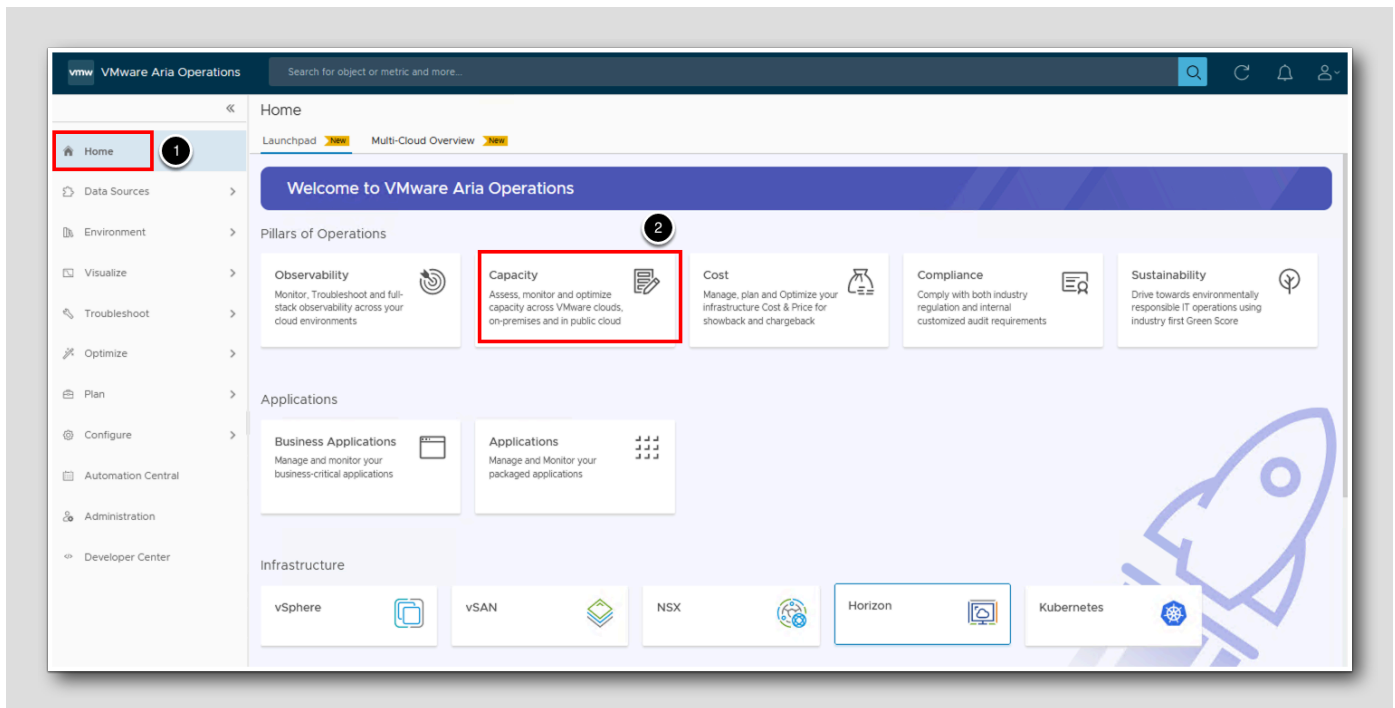 vmw VMware Aria Operations
Search for object or metric and more...
Home
Launchpad New Multi-Cloud Overview New
Home 1
Data Sources
Environment
Visualize
Troubleshoot
Optimize
Plan
Configure
Automation Central
Administration
Developer Center
Welcome to VMware Aria Operations
Pillars of Operations
2
Observability
Monitor, Troubleshoot and full-
stack observability across your
cloud environments
Capacity
Assess, monitor and optimize
capacity across VMware clouds,
on-premises and in public cloud
Cost
Manage, plan and Optimize your
infrastructure Cost & Price for
showback and chargeback
Compliance
Comply with both industry
regulation and internal
customized audit requirements
Sustainability
Drive towards environmentally
responsible IT operations using
industry first Green Score
Applications
Business Applications
Manage and monitor your
business-critical applications
Applications
Manage and Monitor your
packaged applications
Infrastructure
vSphere
vSAN
NSX
Horizon
Kubernetes